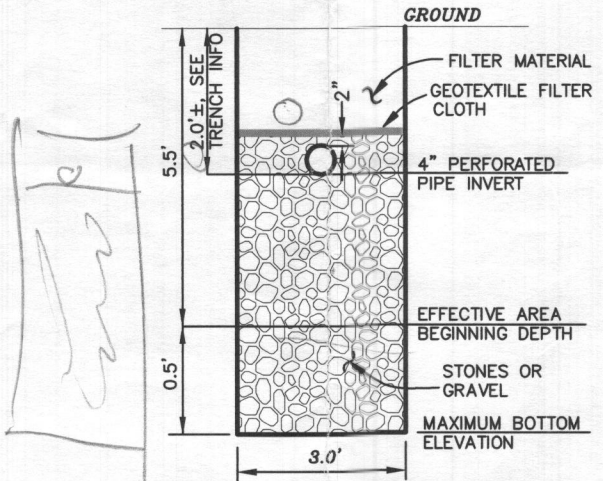 GROUND
FILTER MATERIAL
GEOTEXTILE FILTER
CLOTH
2"
2.0'±, SEE
TRENCH INFO
5.5'
4" PERFORATED
PIPE INVERT
EFFECTIVE AREA
BEGINNING DEPTH
0.5'
STONES OR
GRAVEL
MAXIMUM BOTTOM
ELEVATION
3.0'